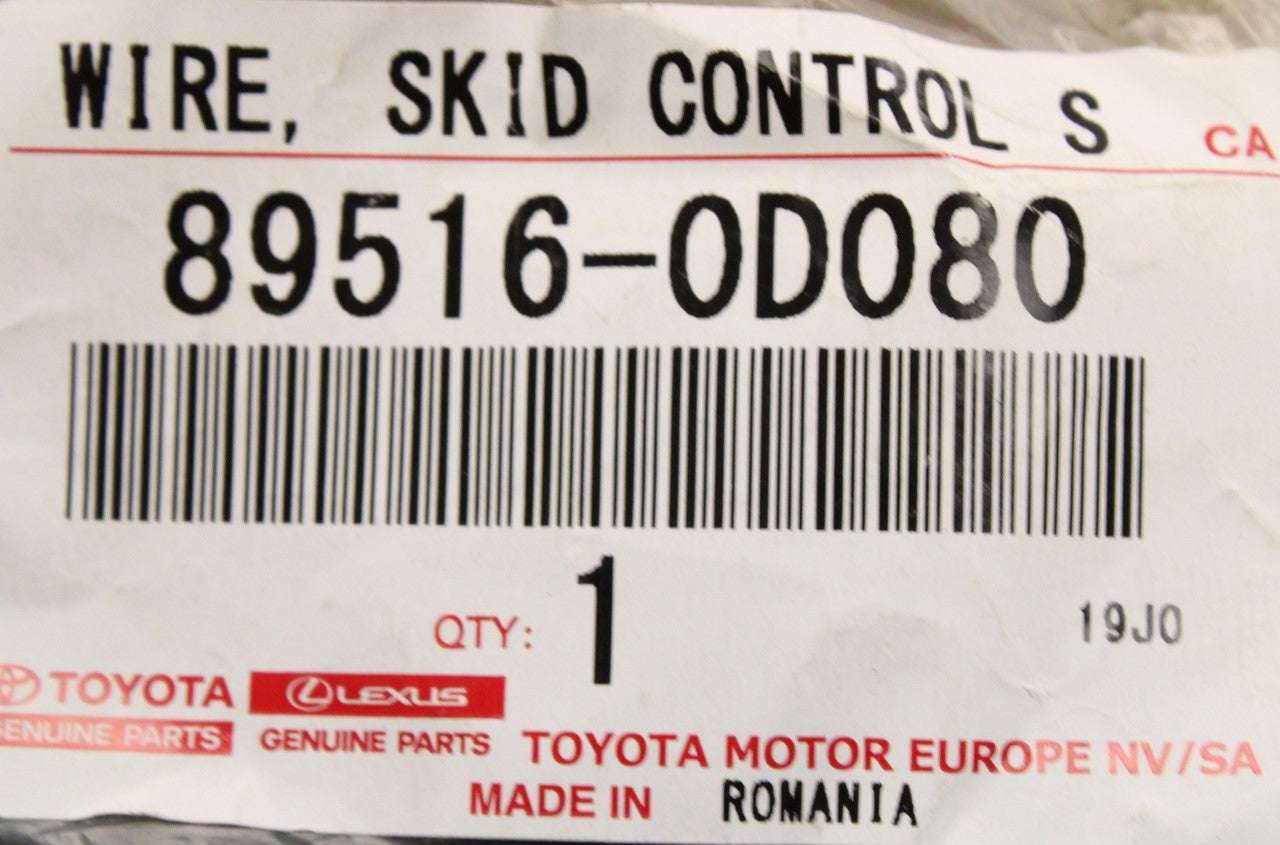 WIRE, SKID CONTROL S
CA
89516-0D080
QTY: 1
19J0
TOYOTA
GENUINE PARTS
LEXUS
GENUINE PARTS
TOYOTA MOTOR EUROPE NV/SA
MADE IN ROMANIA